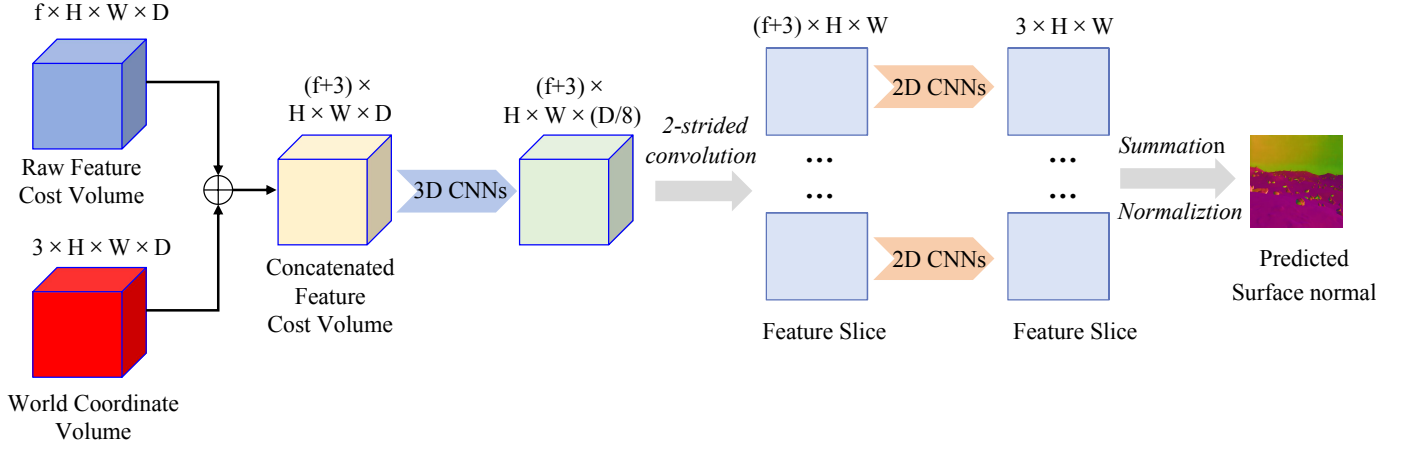 f × H × W × D
Raw Feature
Cost Volume
3 × H × W × D
World Coordinate
Volume
(f+3) ×
H × W × D
Concatenated
Feature
Cost Volume
3D CNNs
(f+3) ×
H × W × (D/8)
2-strided
convolution
(f+3) × H × W
2D CNNs
...
...
2D CNNs
Feature Slice
3 × H × W
...
...
Feature Slice
Summation
Normaliztion
Predicted
Surface normal